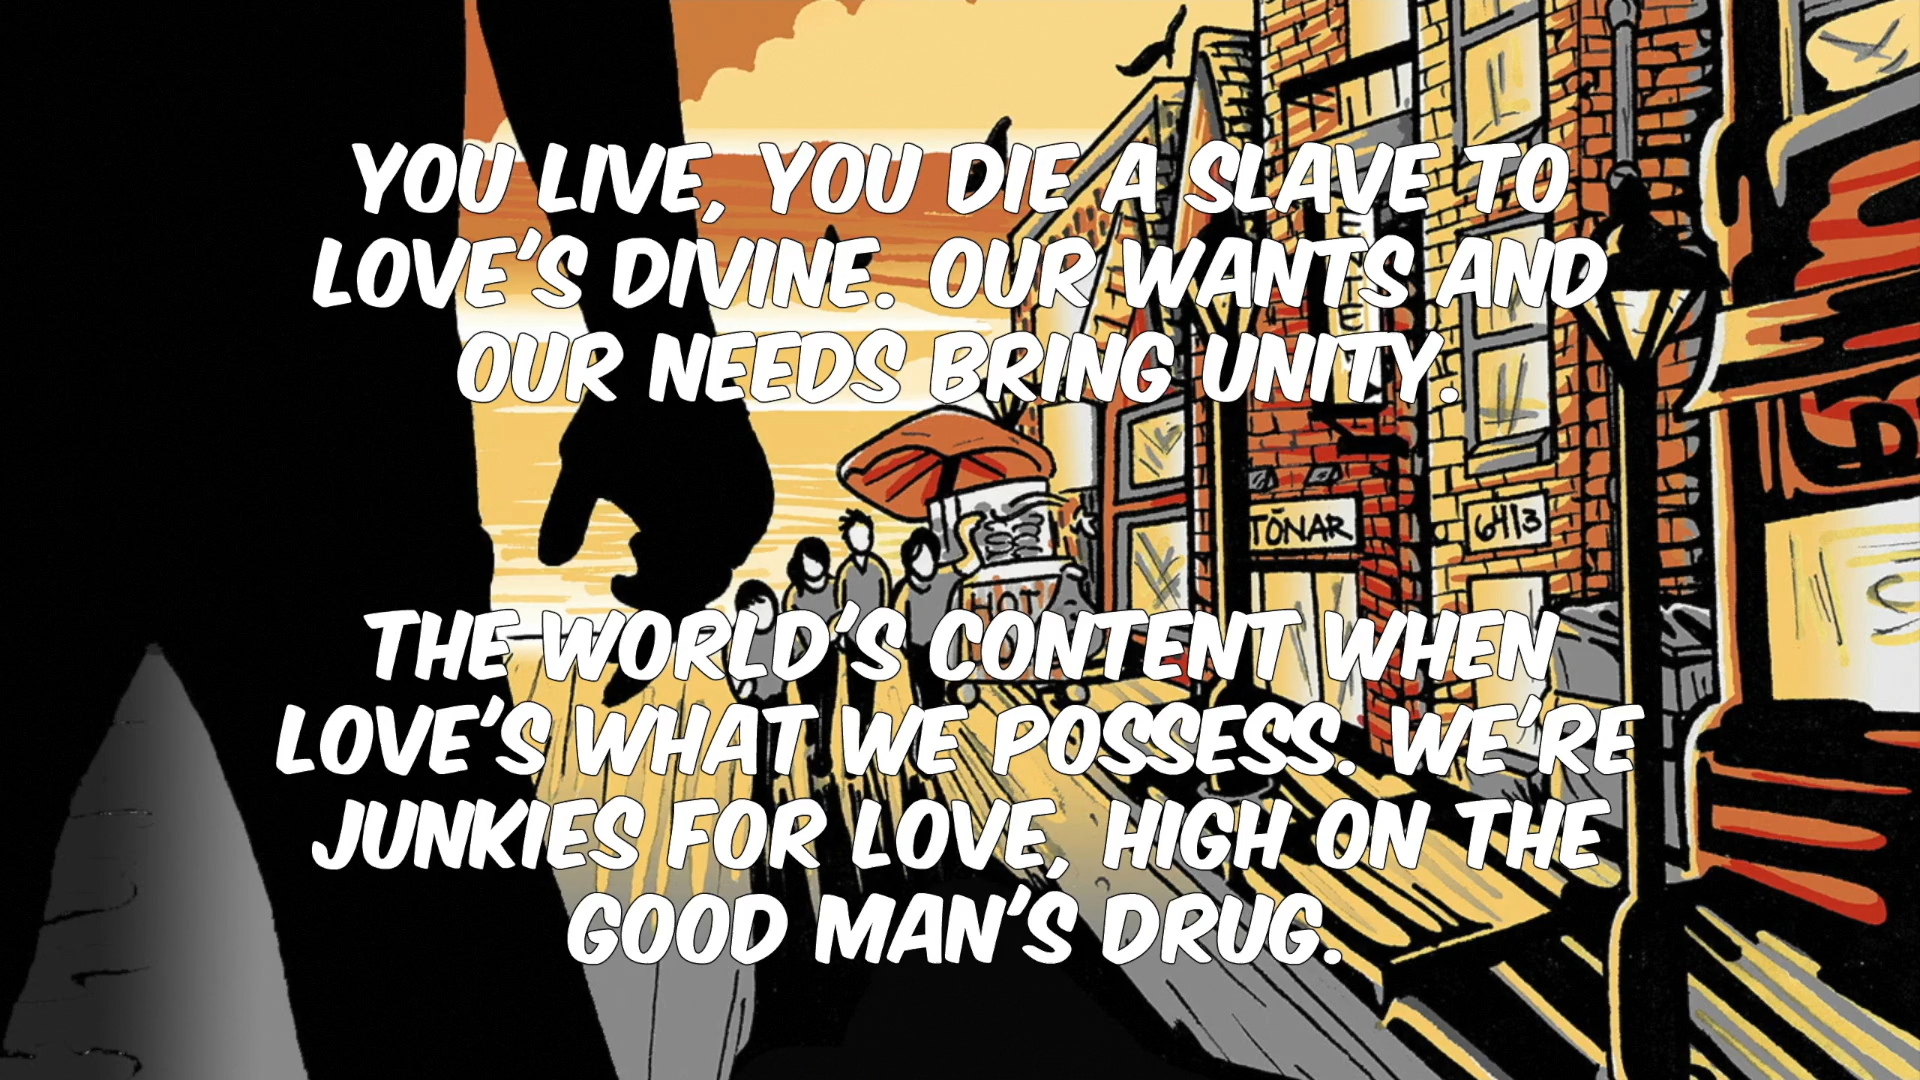 YOU LIVE, YOU DIE A SLAVE TO
LOVE'S DIVINE. OUR WANTS AND
OUR NEEDS BRING UNITY.
TŌNAR
6413
HOT
THE WORLD'S CONTENT WHEN
LOVE'S WHAT WE POSSESS. WE'RE
JUNKIES FOR LOVE, HIGH ON THE
GOOD MAN'S DRUG.